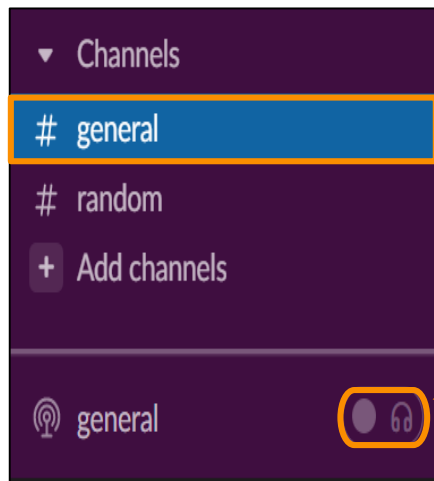 Channels
# general
# random
+ Add channels
general